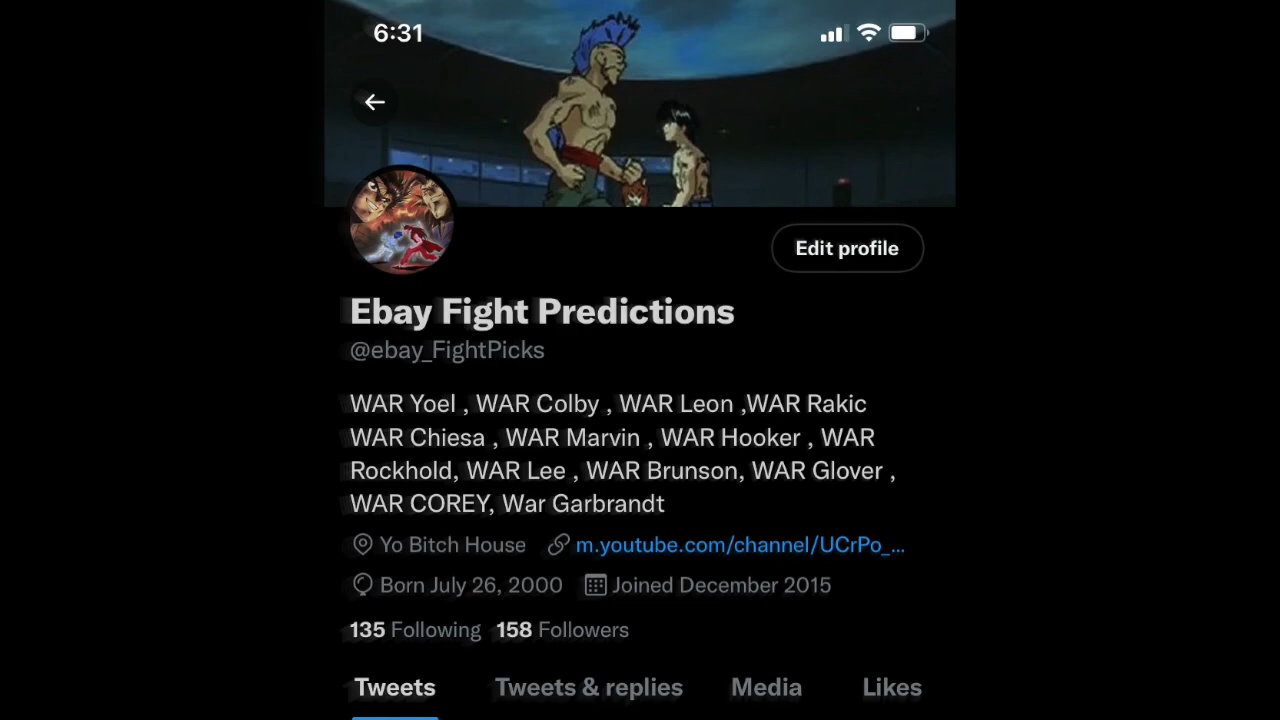 6:31
Edit profile
Ebay Fight Predictions
@ebay_FightPicks
WAR Yoel , WAR Colby , WAR Leon ,WAR Rakic
WAR Chiesa , WAR Marvin , WAR Hooker , WAR
Rockhold, WAR Lee , WAR Brunson, WAR Glover ,
WAR COREY, War Garbrandt
Yo Bitch House m.youtube.com/channel/UCrPo_...
Born July 26, 2000 Joined December 2015
135 Following 158 Followers
Tweets Tweets & replies Media Likes